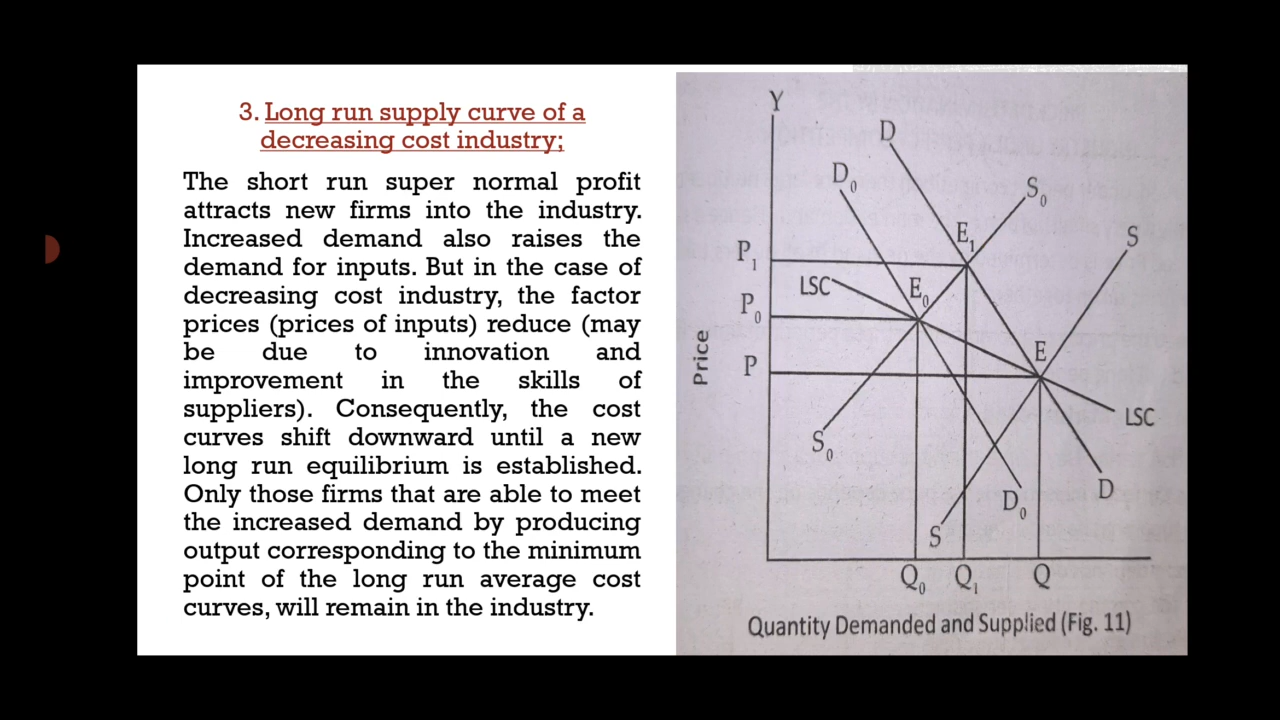 3. Long run supply curve of a
decreasing cost industry;
The short run super normal profit
attracts new firms into the industry.
Increased demand also raises the
demand for inputs. But in the case of
decreasing cost industry, the factor
prices (prices of inputs) reduce (may
be due to innovation and
improvement in the skills of
suppliers). Consequently, the cost
curves shift downward until a new
long run equilibrium is established.
Only those firms that are able to meet
the increased demand by producing
output corresponding to the minimum
point of the long run average cost
curves, will remain in the industry.
Y
D
D₀
S₀
E₁
S
P₁
LSC
E₀
P₀
E
P
Price
LSC
S₀
D
D₀
S
Q₀ Q₁ Q
Quantity Demanded and Supplied (Fig. 11)